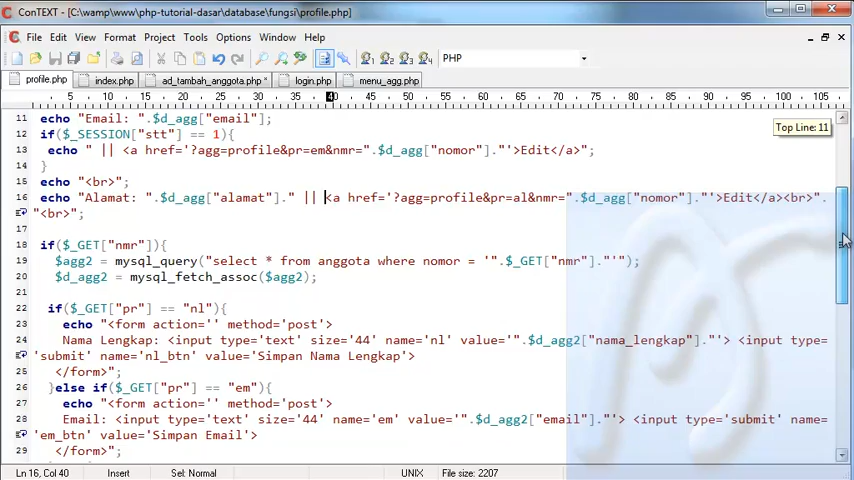 ConTEXT - [C:\wamp\www\php-tutorial-dasar\database\fungsi\profile.php]
File Edit View Format Project Tools Options Window Help
1 2 3 4 PHP
profile.php index.php ad_tambah_anggota.php * login.php menu_agg.php
5 10 15 20 25 30 35 40 45 50 55 60 65 70 75 80 85 90 95 100 105
11 echo "Email: ".$d_agg["email"];
Top Line: 11
12 if($_SESSION["stt"] == 1){
13 echo " || <a href='?agg=profile&pr=em&nmr=".$d_agg["nomor"]."'>Edit</a>";
14 }
15 echo "<br>";
16 echo "Alamat: ".$d_agg["alamat"]." || <a href='?agg=profile&pr=al&nmr=".$d_agg["nomor"]."'>Edit</a><br>".
"<br>";
17
18 if($_GET["nmr"]){
19 $agg2 = mysql_query("select * from anggota where nomor = '".$_GET["nmr"]."'");
20 $d_agg2 = mysql_fetch_assoc($agg2);
21
22 if($_GET["pr"] == "nl"){
23 echo "<form action='' method='post'>
24 Nama Lengkap: <input type='text' size='44' name='nl' value='".$d_agg2["nama_lengkap"]."'> <input type=
'submit' name='nl_btn' value='Simpan Nama Lengkap'>
25 </form>";
26 }else if($_GET["pr"] == "em"){
27 echo "<form action='' method='post'>
28 Email: <input type='text' size='44' name='em' value='".$d_agg2["email"]."'> <input type='submit' name=
'em_btn' value='Simpan Email'>
29 </form>";
Ln 16, Col 40 Insert Sel: Normal UNIX File size: 2207